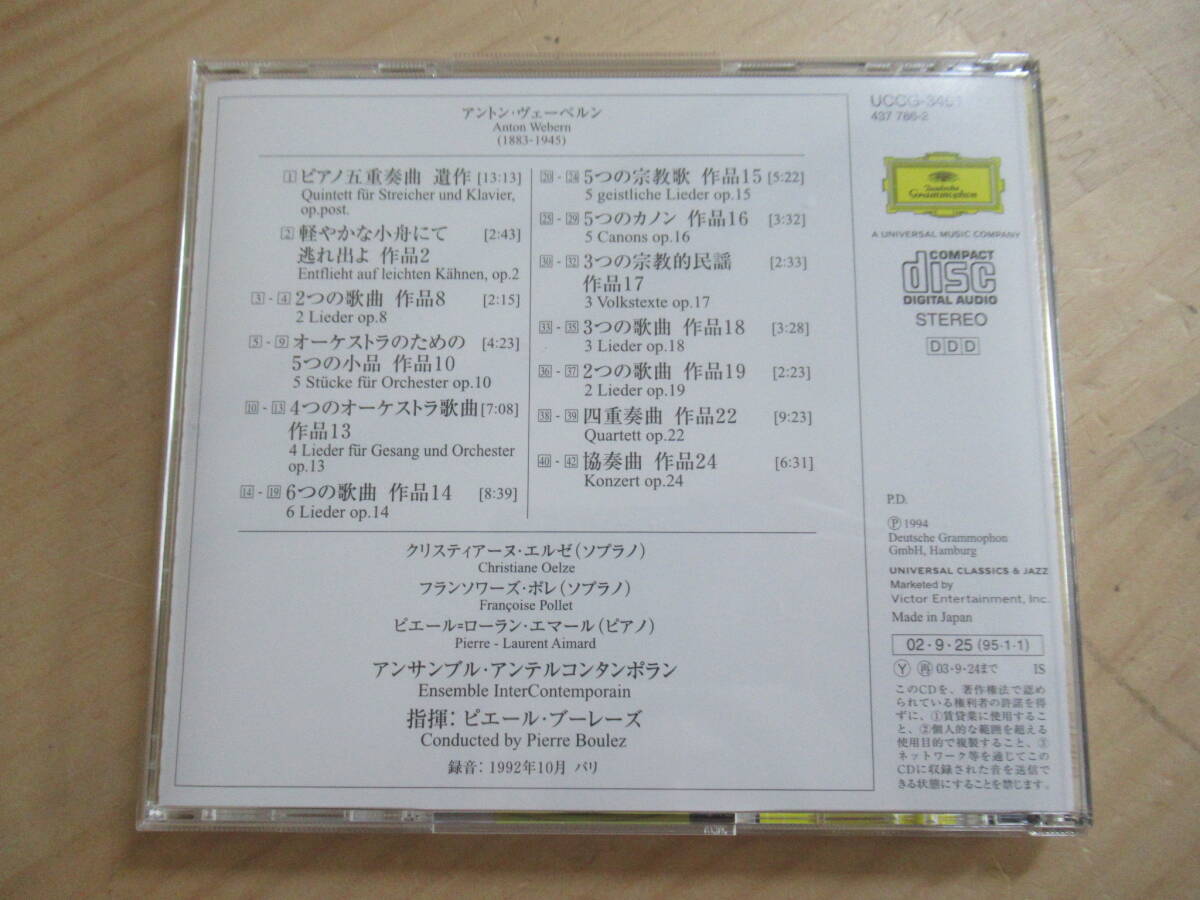 アントン・ヴェーベルン
Anton Webern
(1883-1945)
1 ピアノ五重奏曲 遺作 [13:13]
Quintett für Streicher und Klavier,
op.post.
2 軽やかな小舟にて [2:43]
逃れ出よ 作品2
Entflieht auf leichten Kähnen, op.2
3 - 4 2つの歌曲 作品8 [2:15]
2 Lieder op.8
5 - 9 オーケストラのための [4:23]
5つの小品 作品10
5 Stücke für Orchester op.10
10 - 13 4つのオーケストラ歌曲 [7:08]
作品13
4 Lieder für Gesang und Orchester
op.13
14 - 19 6つの歌曲 作品14 [8:39]
6 Lieder op.14
20 - 24 5つの宗教歌 作品15 [5:22]
5 geistliche Lieder op.15
25 - 29 5つのカノン 作品16 [3:32]
5 Canons op.16
30 - 32 3つの宗教的民謡 [2:33]
作品17
3 Volkstexte op.17
33 - 35 3つの歌曲 作品18 [3:28]
3 Lieder op.18
36 - 37 2つの歌曲 作品19 [2:23]
2 Lieder op.19
38 - 39 四重奏曲 作品22 [9:23]
Quartett op.22
40 - 42 協奏曲 作品24 [6:31]
Konzert op.24
クリスティアーヌ・エルゼ(ソプラノ)
Christiane Oelze
フランソワーズ・ポレ(ソプラノ)
Françoise Pollet
ピエール=ローラン・エマール(ピアノ)
Pierre - Laurent Aimard
アンサンブル・アンテルコンタンポラン
Ensemble InterContemporain
指揮: ピエール・ブーレーズ
Conducted by Pierre Boulez
録音: 1992年10月 パリ
UCCG-3461
437 786-2
Deutsche
Grammophon
A UNIVERSAL MUSIC COMPANY
COMPACT
disc
DIGITAL AUDIO
STEREO
DDD
P.D.
Ⓟ 1994
Deutsche Grammophon
GmbH, Hamburg
UNIVERSAL CLASSICS & JAZZ
Marketed by
Victor Entertainment, Inc.
Made in Japan
02・9・25 (95・1・1)
Ⓨ 再 03・9・24まで IS
このCDを、著作権法で認め
られている権利者の許諾を得
ずに、①賃貸業に使用するこ
と、②個人的な範囲を超える
使用目的で複製すること、③
ネットワーク等を通じてこの
CDに収録された音を送信で
きる状態にすることを禁じます。